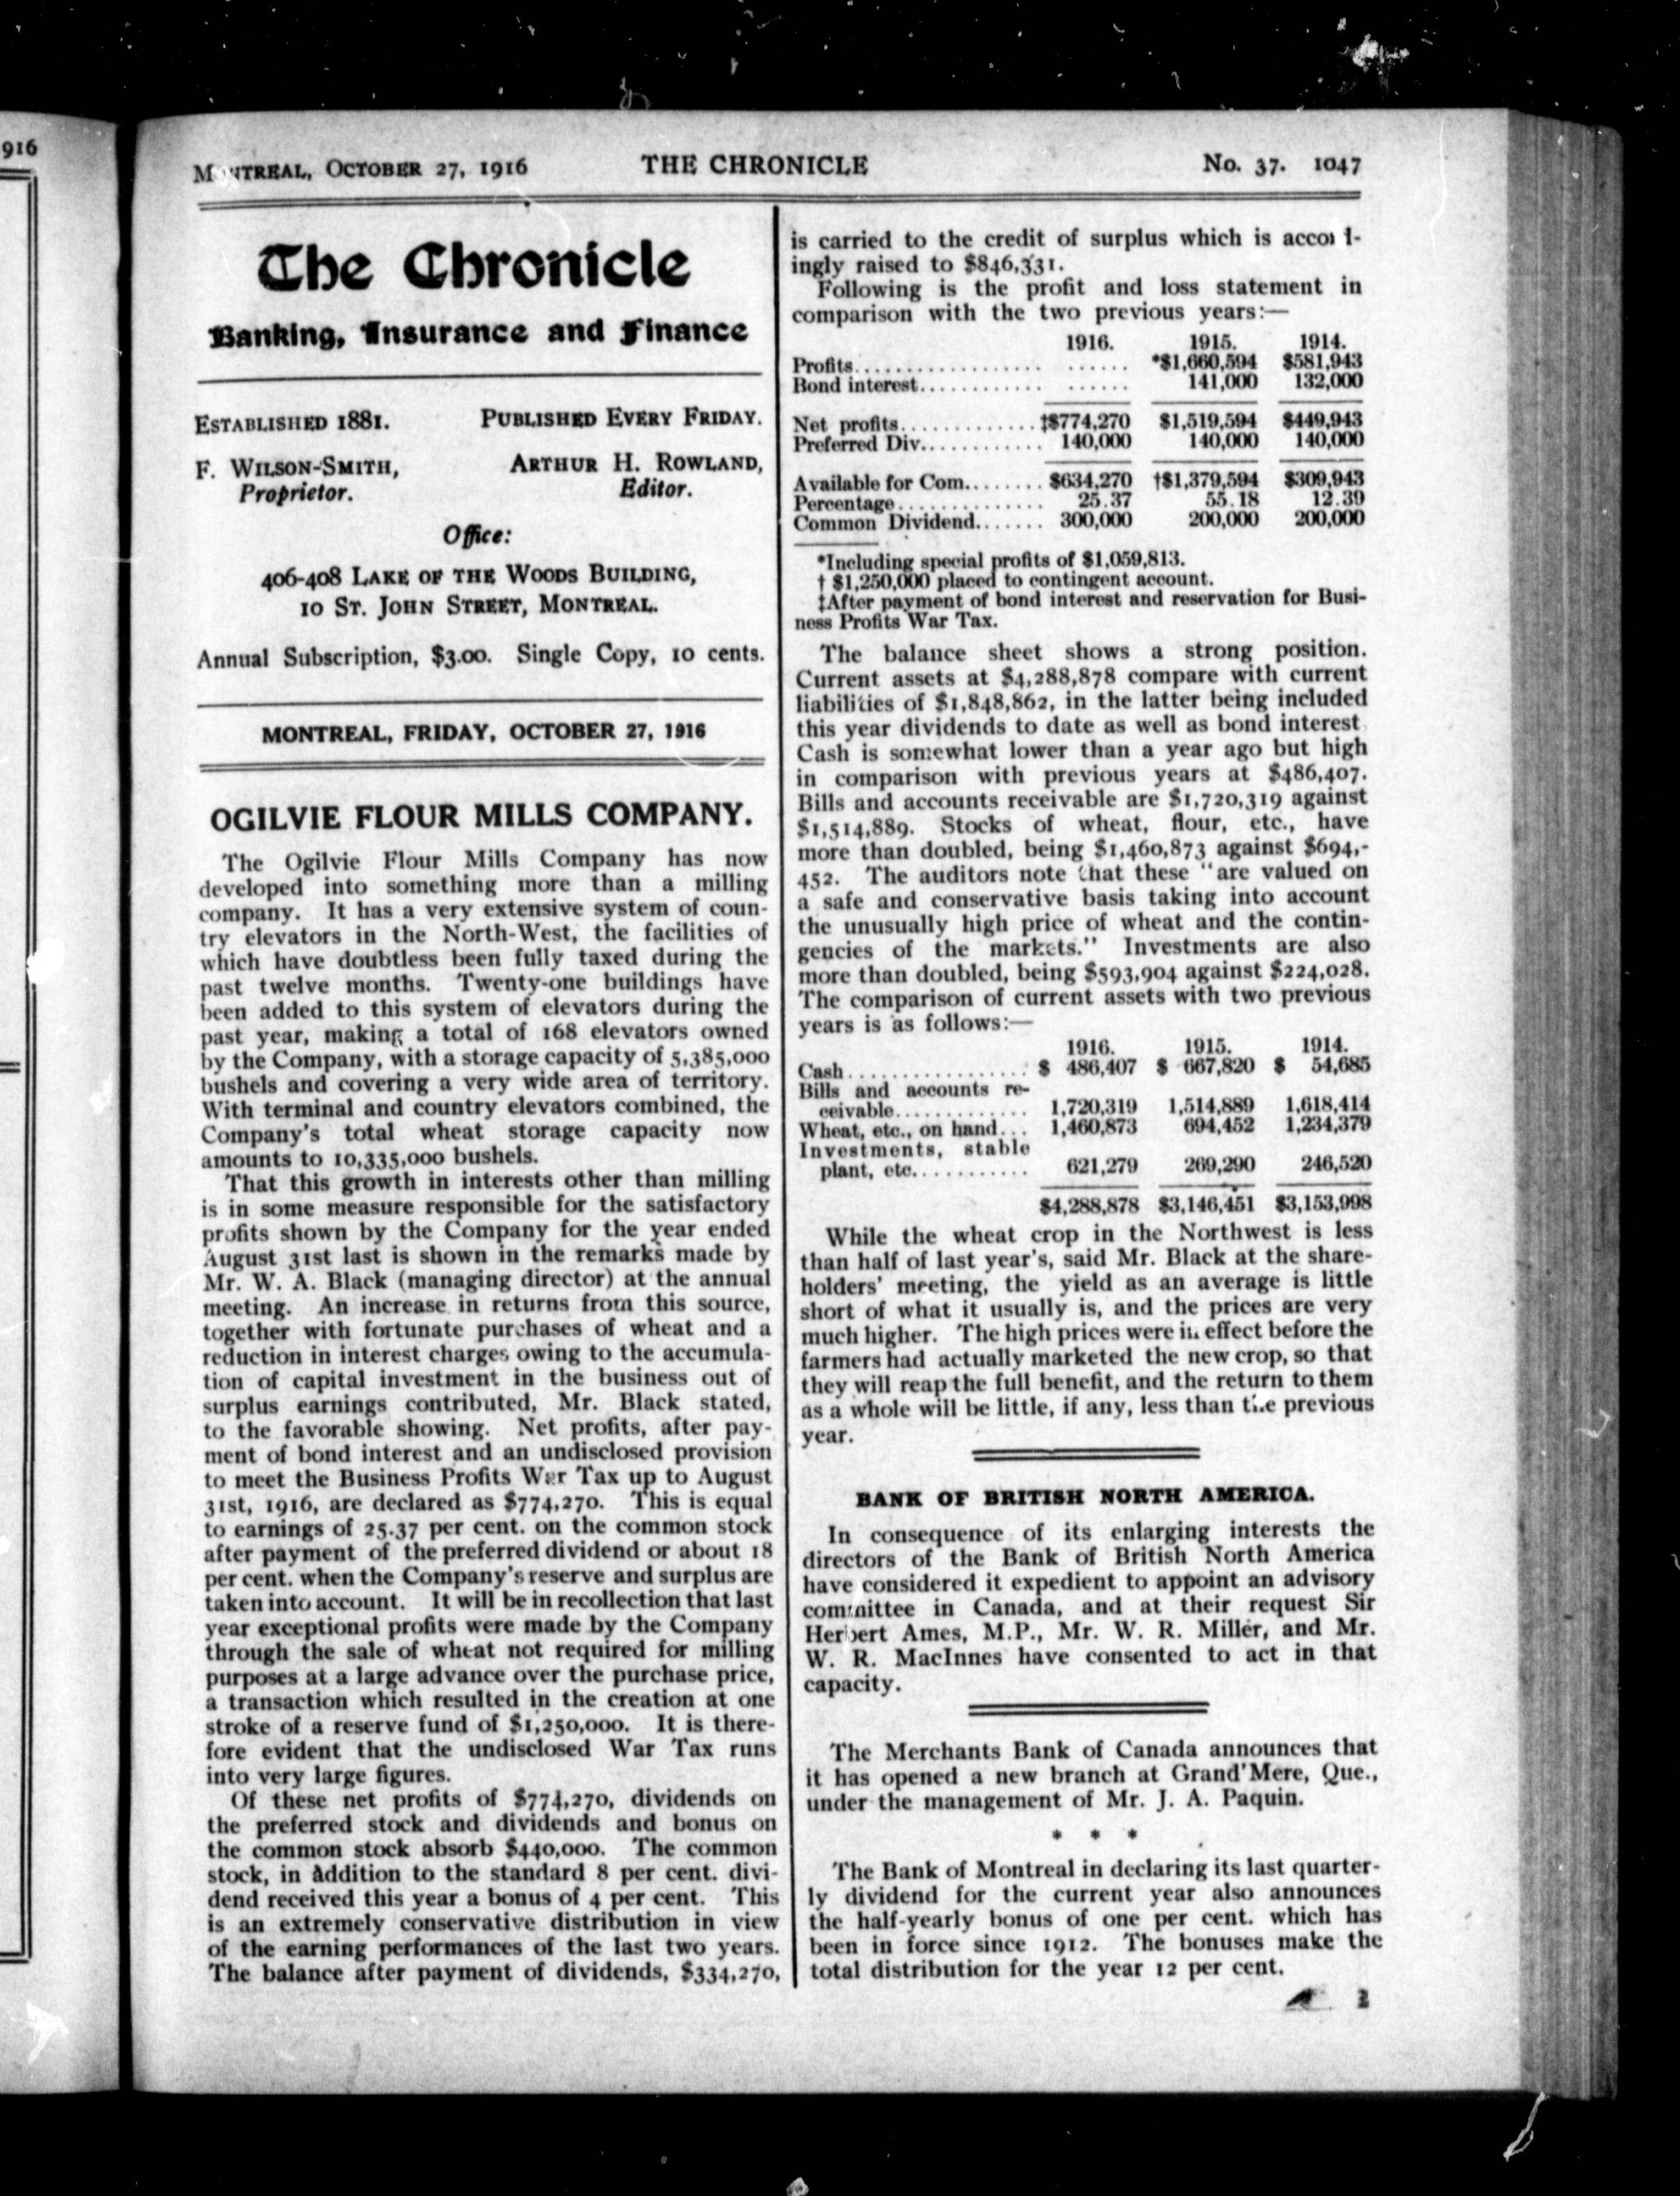 916
MONTREAL, OCTOBER 27, 1916 THE CHRONICLE No. 37. 1047
The Chronicle
Banking, Insurance and Finance
ESTABLISHED 1881. PUBLISHED EVERY FRIDAY.
F. WILSON-SMITH, ARTHUR H. ROWLAND,
Proprietor. Editor.
Office:
406-408 LAKE OF THE WOODS BUILDING,
10 ST. JOHN STREET, MONTREAL.
Annual Subscription, $3.00. Single Copy, 10 cents.
MONTREAL, FRIDAY, OCTOBER 27, 1916
OGILVIE FLOUR MILLS COMPANY.
The Ogilvie Flour Mills Company has now
developed into something more than a milling
company. It has a very extensive system of coun-
try elevators in the North-West, the facilities of
which have doubtless been fully taxed during the
past twelve months. Twenty-one buildings have
been added to this system of elevators during the
past year, making a total of 168 elevators owned
by the Company, with a storage capacity of 5,385,000
bushels and covering a very wide area of territory.
With terminal and country elevators combined, the
Company's total wheat storage capacity now
amounts to 10,335,000 bushels.
That this growth in interests other than milling
is in some measure responsible for the satisfactory
profits shown by the Company for the year ended
August 31st last is shown in the remarks made by
Mr. W. A. Black (managing director) at the annual
meeting. An increase in returns from this source,
together with fortunate purchases of wheat and a
reduction in interest charges owing to the accumula-
tion of capital investment in the business out of
surplus earnings contributed, Mr. Black stated,
to the favorable showing. Net profits, after pay-
ment of bond interest and an undisclosed provision
to meet the Business Profits War Tax up to August
31st, 1916, are declared as $774,270. This is equal
to earnings of 25.37 per cent. on the common stock
after payment of the preferred dividend or about 18
per cent. when the Company's reserve and surplus are
taken into account. It will be in recollection that last
year exceptional profits were made by the Company
through the sale of wheat not required for milling
purposes at a large advance over the purchase price,
a transaction which resulted in the creation at one
stroke of a reserve fund of $1,250,000. It is there-
fore evident that the undisclosed War Tax runs
into very large figures.
Of these net profits of $774,270, dividends on
the preferred stock and dividends and bonus on
the common stock absorb $440,000. The common
stock, in addition to the standard 8 per cent. divi-
dend received this year a bonus of 4 per cent. This
is an extremely conservative distribution in view
of the earning performances of the last two years.
The balance after payment of dividends, $334,270,
is carried to the credit of surplus which is accord-
ingly raised to $846,331.
Following is the profit and loss statement in
comparison with the two previous years:—
1916. 1915. 1914.
Profits.................. ...... *$1,660,594 $581,943
Bond interest............ ...... 141,000 132,000
Net profits............. ‡$774,270 $1,519,594 $449,943
Preferred Div............ 140,000 140,000 140,000
Available for Com........ $634,270 †$1,379,594 $309,943
Percentage.............. 25.37 55.18 12.39
Common Dividend....... 300,000 200,000 200,000
*Including special profits of $1,059,813.
† $1,250,000 placed to contingent account.
‡After payment of bond interest and reservation for Busi-
ness Profits War Tax.
The balance sheet shows a strong position.
Current assets at $4,288,878 compare with current
liabilities of $1,848,862, in the latter being included
this year dividends to date as well as bond interest
Cash is somewhat lower than a year ago but high
in comparison with previous years at $486,407.
Bills and accounts receivable are $1,720,319 against
$1,514,889. Stocks of wheat, flour, etc., have
more than doubled, being $1,460,873 against $694,-
452. The auditors note that these "are valued on
a safe and conservative basis taking into account
the unusually high price of wheat and the contin-
gencies of the markets." Investments are also
more than doubled, being $593,904 against $224,028.
The comparison of current assets with two previous
years is as follows:—
1916. 1915. 1914.
Cash................. $ 486,407 $ 667,820 $ 54,685
Bills and accounts re-
ceivable............. 1,720,319 1,514,889 1,618,414
Wheat, etc., on hand... 1,460,873 694,452 1,234,379
Investments, stable
plant, etc........... 621,279 269,290 246,520
$4,288,878 $3,146,451 $3,153,998
While the wheat crop in the Northwest is less
than half of last year's, said Mr. Black at the share-
holders' meeting, the yield as an average is little
short of what it usually is, and the prices are very
much higher. The high prices were in effect before the
farmers had actually marketed the new crop, so that
they will reap the full benefit, and the return to them
as a whole will be little, if any, less than the previous
year.
BANK OF BRITISH NORTH AMERICA.
In consequence of its enlarging interests the
directors of the Bank of British North America
have considered it expedient to appoint an advisory
committee in Canada, and at their request Sir
Herbert Ames, M.P., Mr. W. R. Miller, and Mr.
W. R. MacInnes have consented to act in that
capacity.
The Merchants Bank of Canada announces that
it has opened a new branch at Grand'Mere, Que.,
under the management of Mr. J. A. Paquin.
* * *
The Bank of Montreal in declaring its last quarter-
ly dividend for the current year also announces
the half-yearly bonus of one per cent. which has
been in force since 1912. The bonuses make the
total distribution for the year 12 per cent.